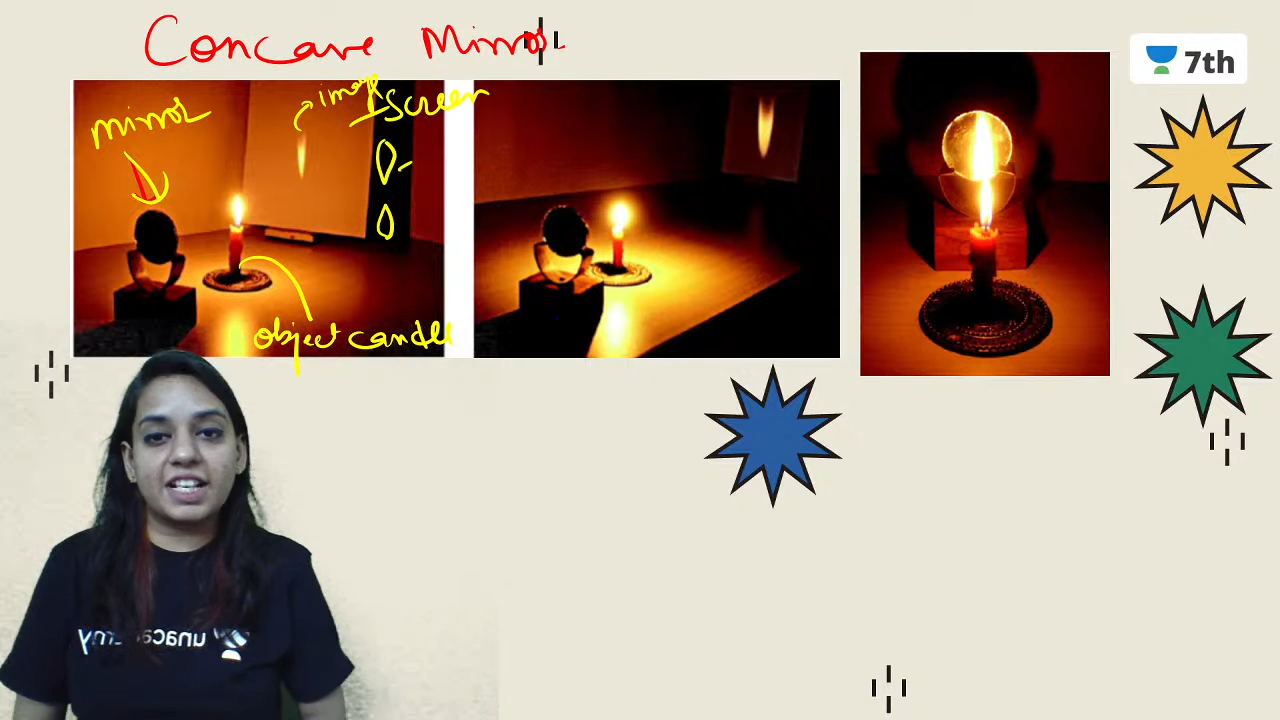 Concave Mirror
7th
image
Screen
mirror
object candle
unacademy